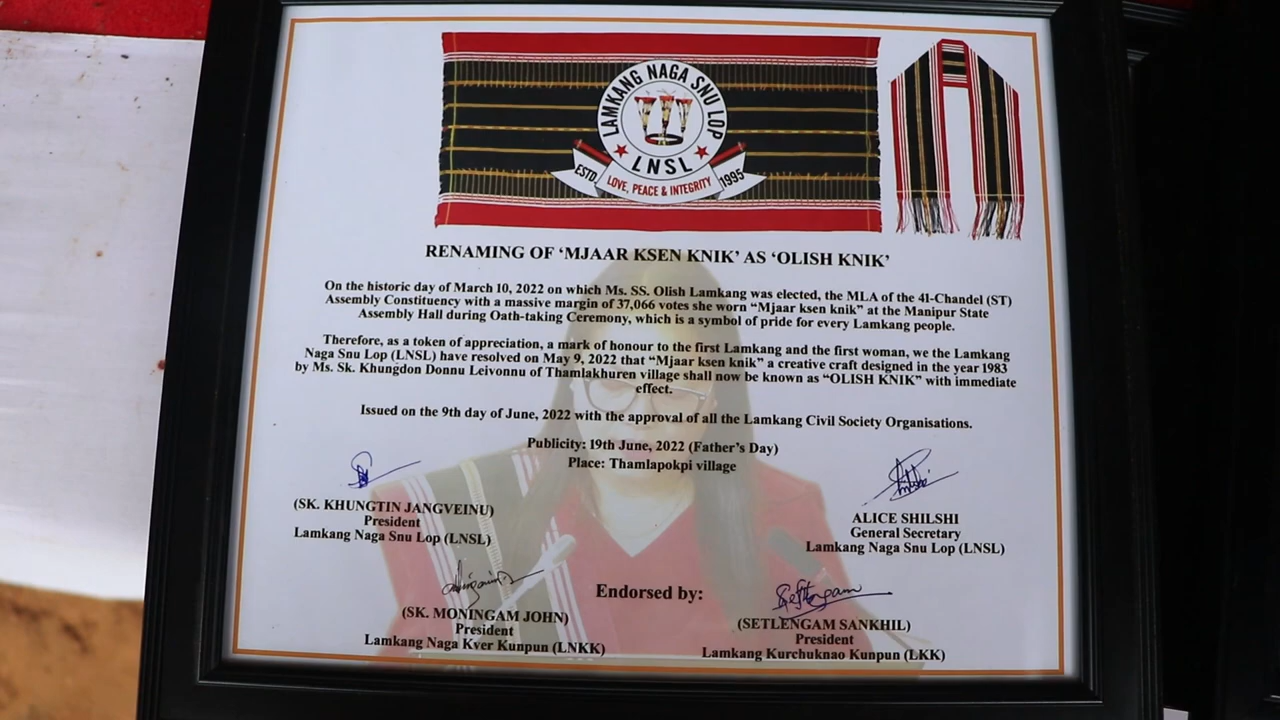 LAMKANG NAGA SNU LOP
LNSL
ESTD. 1995
LOVE, PEACE & INTEGRITY
RENAMING OF ‘MJAAR KSEN KNIK’ AS ‘OLISH KNIK’
On the historic day of March 10, 2022 on which Ms. SS. Olish Lamkang was elected, the MLA of the 41-Chandel (ST)
Assembly Constituency with a massive margin of 37,066 votes she worn “Mjaar ksen knik” at the Manipur State
Assembly Hall during Oath-taking Ceremony, which is a symbol of pride for every Lamkang people.
Therefore, as a token of appreciation, a mark of honour to the first Lamkang and the first woman, we the Lamkang
Naga Snu Lop (LNSL) have resolved on May 9, 2022 that “Mjaar ksen knik” a creative craft designed in the year 1983
by Ms. Sk. Khungdon Donnu Leivonnu of Thamlakhuren village shall now be known as “OLISH KNIK” with immediate
effect.
Issued on the 9th day of June, 2022 with the approval of all the Lamkang Civil Society Organisations.
Publicity: 19th June, 2022 (Father’s Day)
Place: Thamlapokpi village
(SK. KHUNGTIN JANGVEINU)
President
Lamkang Naga Snu Lop (LNSL)
ALICE SHILSHI
General Secretary
Lamkang Naga Snu Lop (LNSL)
Endorsed by:
(SK. MONINGAM JOHN)
President
Lamkang Naga Kver Kunpun (LNKK)
(SETLENGAM SANKHIL)
President
Lamkang Kurchuknao Kunpun (LKK)